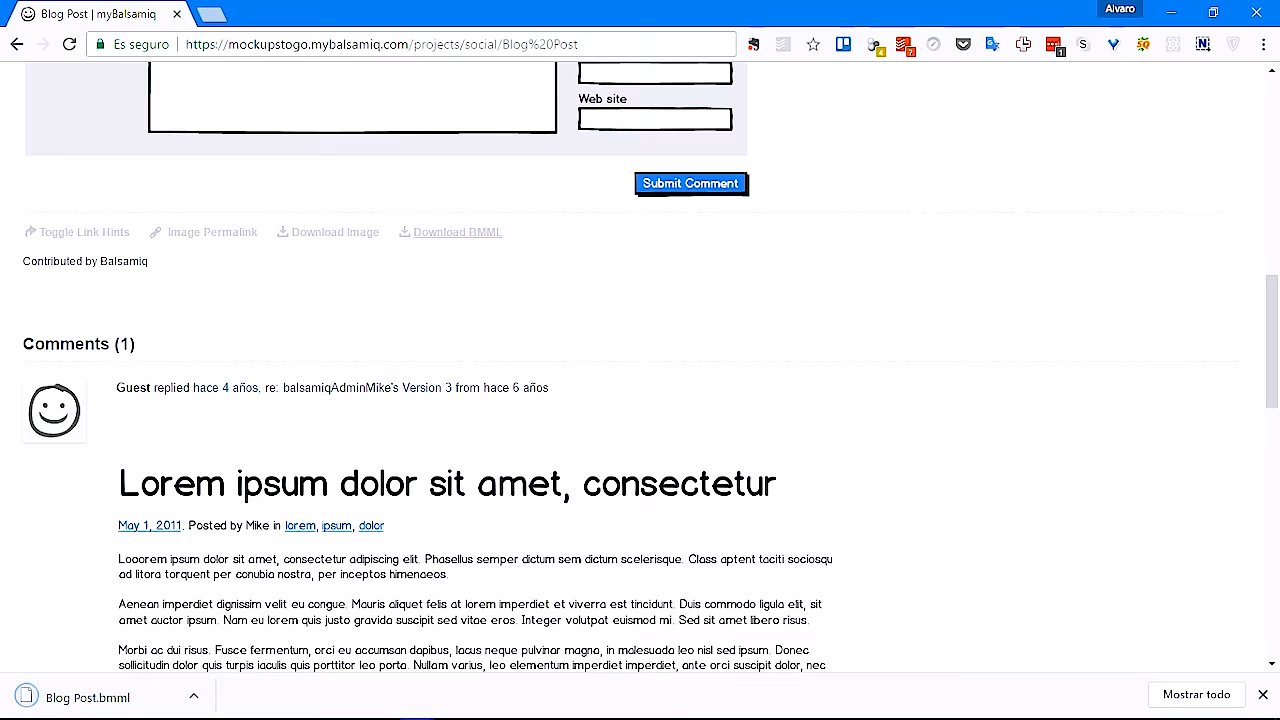 Blog Post | myBalsamiq
Alvaro
Es seguro
https://mockupstogo.mybalsamiq.com/projects/social/Blog%20Post
Web site
Submit Comment
Toggle Link Hints Image Permalink Download Image Download BMML
Contributed by Balsamiq
Comments (1)
Guest replied hace 4 años, re: balsamiqAdminMike's Version 3 from hace 6 años
Lorem ipsum dolor sit amet, consectetur
May 1, 2011. Posted by Mike in lorem, ipsum, dolor
Looorem ipsum dolor sit amet, consectetur adipiscing elit. Phasellus semper dictum sem dictum scelerisque. Class aptent taciti sociosqu
ad litora torquent per conubia nostra, per inceptos himenaeos.
Aenean imperdiet dignissim velit eu congue. Mauris aliquet felis at lorem imperdiet et viverra est tincidunt. Duis commodo ligula elit, sit
amet auctor ipsum. Nam eu lorem quis justo gravida suscipit sed vitae eros. Integer volutpat euismod mi. Sed sit amet libero risus.
Morbi ac dui risus. Fusce fermentum, orci eu accumsan dapibus, lacus neque pulvinar magna, in malesuada leo nisl sed ipsum. Donec
sollicitudin dolor quis turpis iaculis quis porttitor leo porta. Nullam varius, leo elementum imperdiet imperdiet, ante orci suscipit dolor, nec
Blog Post.bmml
Mostrar todo